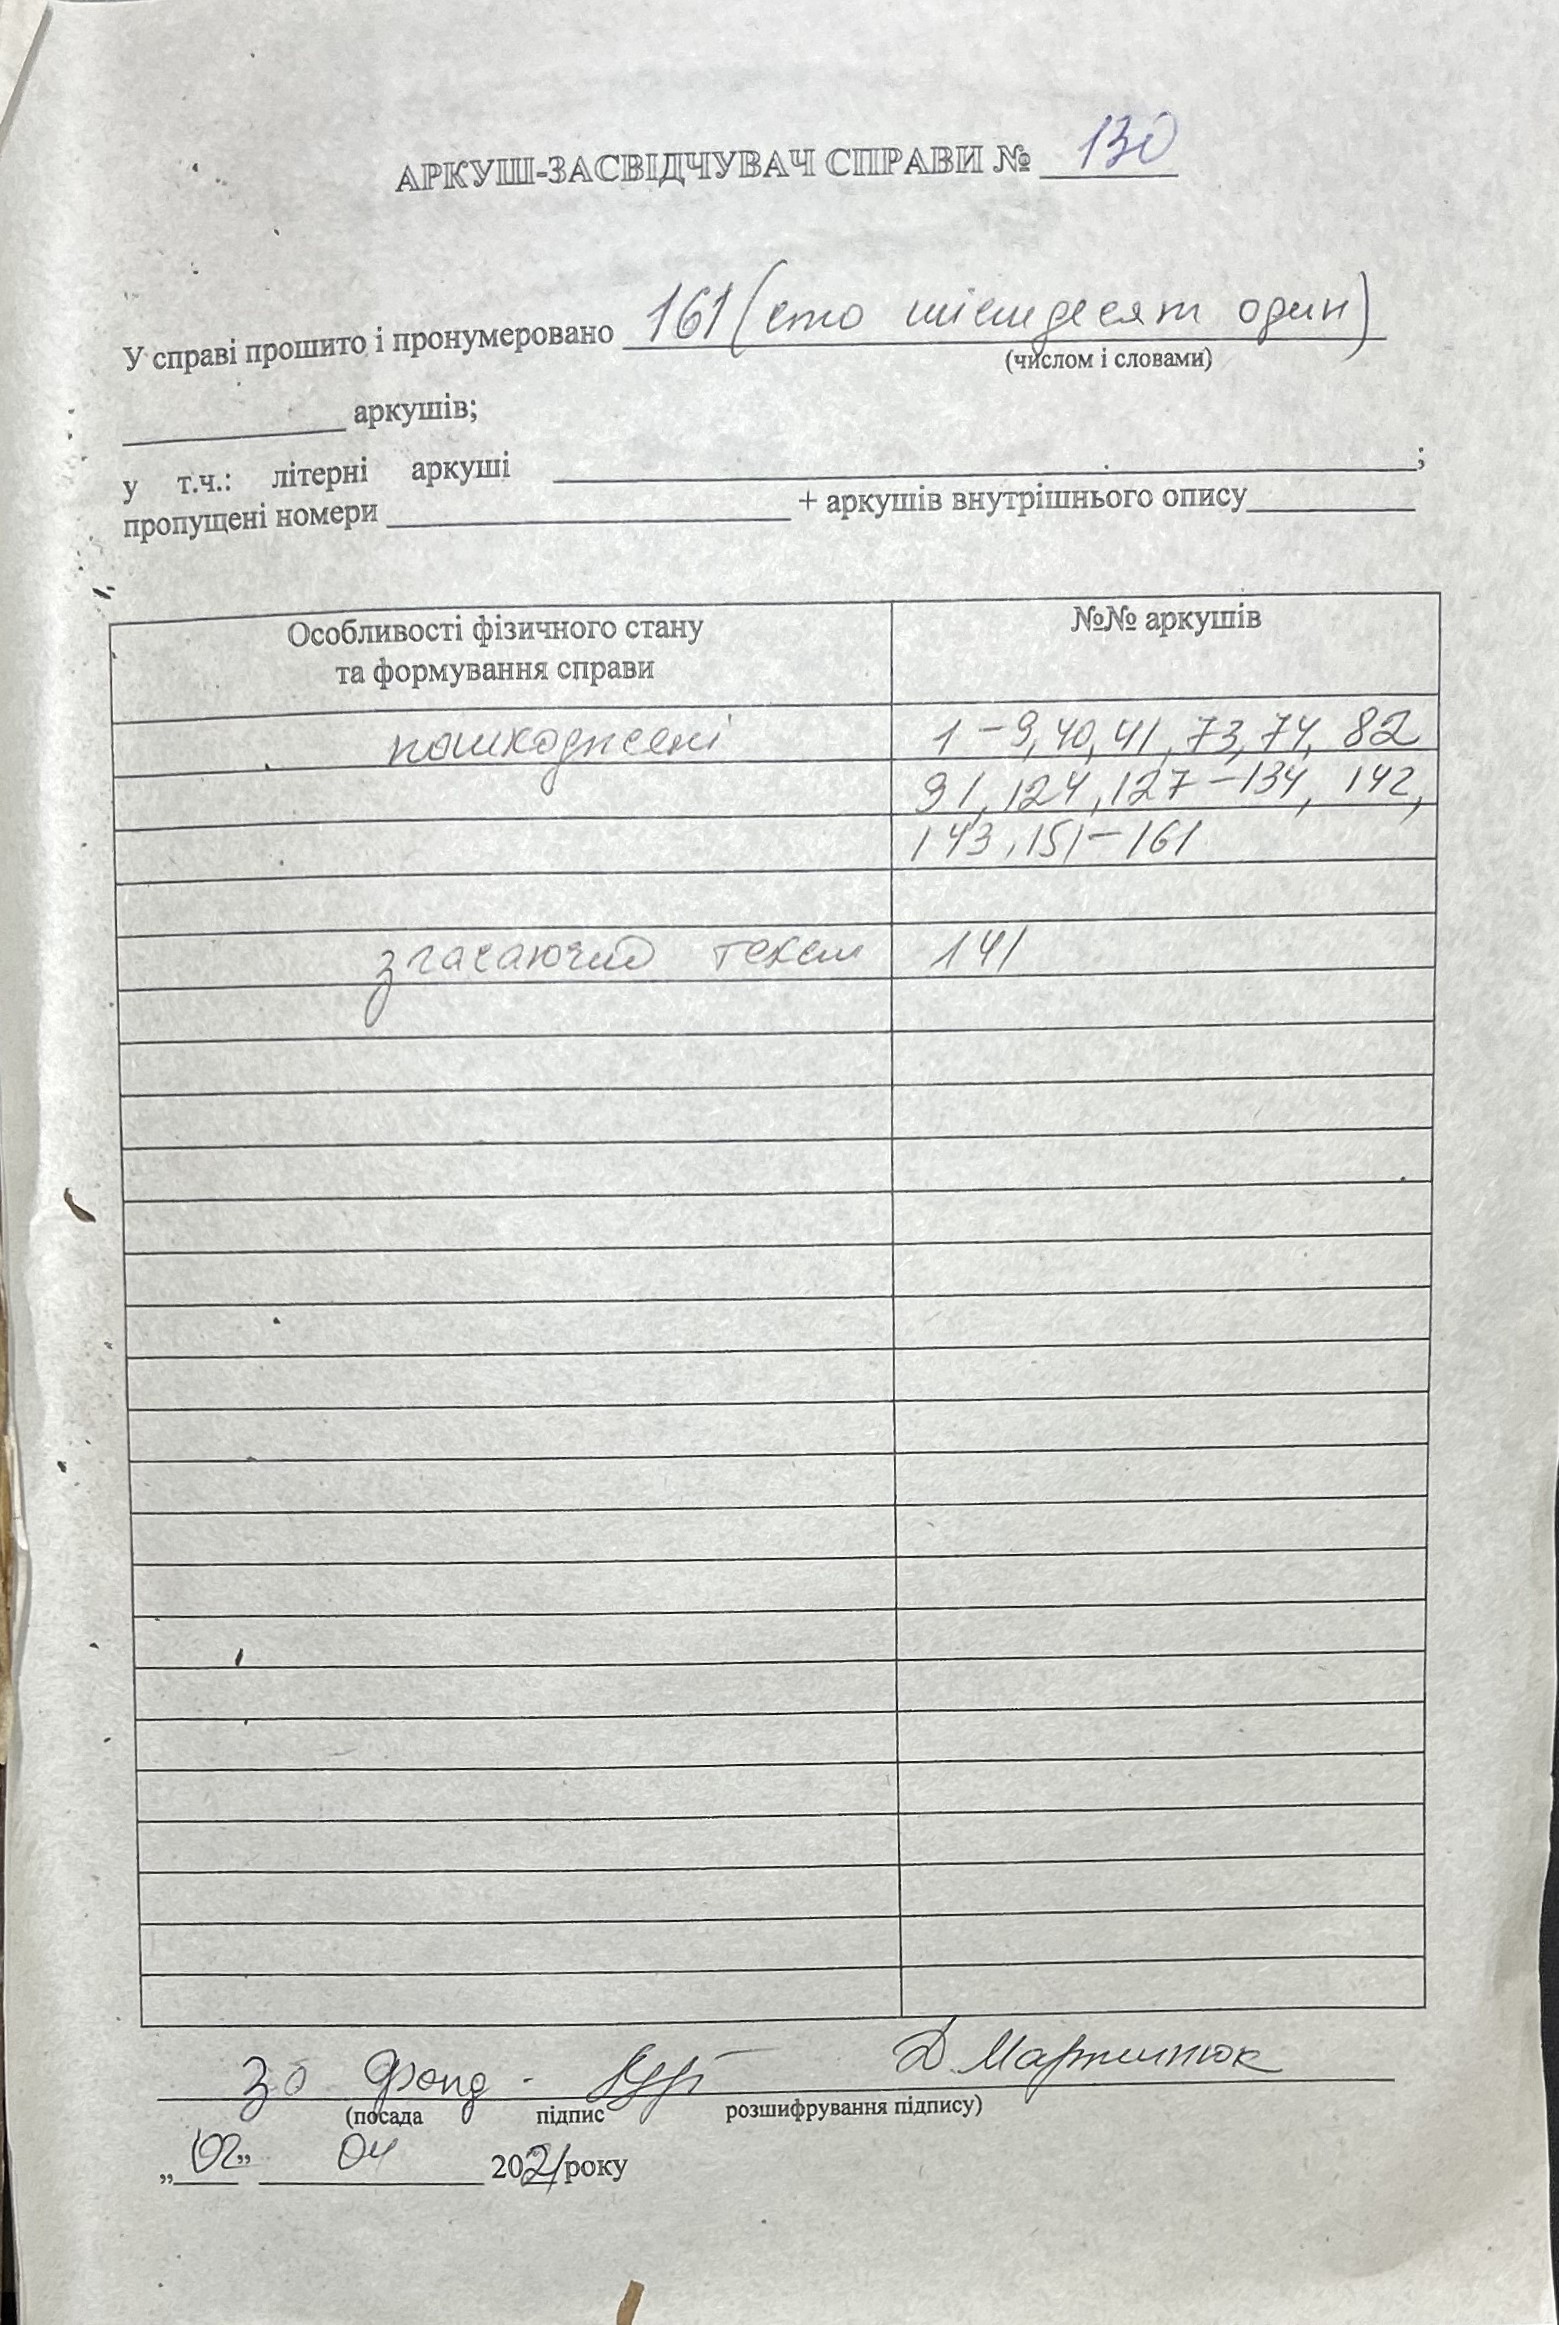 АРКУШ-ЗАСВІДЧУВАЧ СПРАВИ № 130
У справі прошито і пронумеровано 161 (сто шістдесят один)
(числом і словами)
аркушів;
у т.ч.: літерні аркуші ;
пропущені номери + аркушів внутрішнього опису
Особливості фізичного стану та формування справи №№ аркушів
пошкоджені 1-9, 40, 41, 73, 74, 82
91, 124, 127-134, 142,
143, 151-161
згасаючий текст 141
фонд.
(посада підпис розшифрування підпису)
„02” 04 2021 року